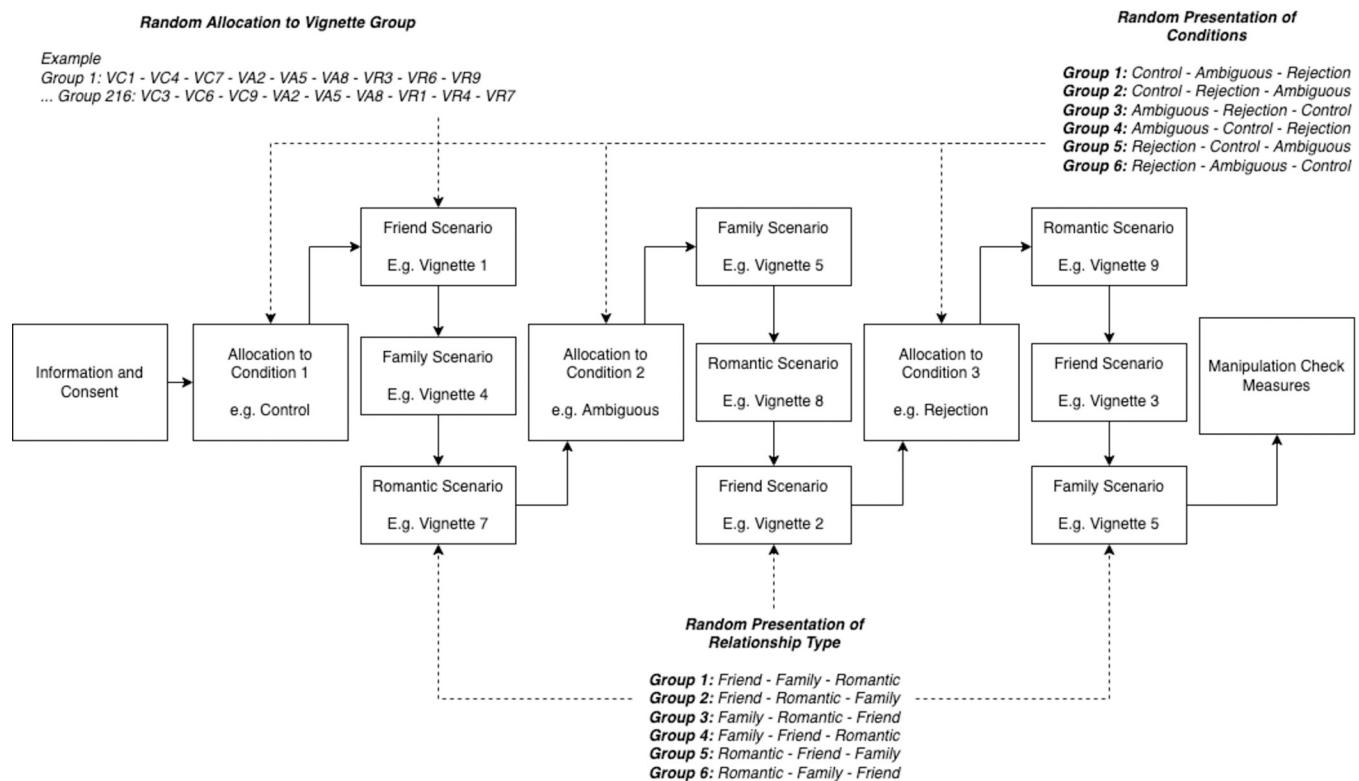 Random Allocation to Vignette Group
Example
Group 1: VC1 - VC4 - VC7 - VA2 - VA5 - VA8 - VR3 - VR6 - VR9
... Group 216: VC3 - VC6 - VC9 - VA2 - VA5 - VA8 - VR1 - VR4 - VR7
Random Presentation of
Conditions
Group 1: Control - Ambiguous - Rejection
Group 2: Control - Rejection - Ambiguous
Group 3: Ambiguous - Rejection - Control
Group 4: Ambiguous - Control - Rejection
Group 5: Rejection - Control - Ambiguous
Group 6: Rejection - Ambiguous - Control
Information and
Consent
Allocation to
Condition 1
e.g. Control
Friend Scenario
E.g. Vignette 1
Family Scenario
E.g. Vignette 4
Romantic Scenario
E.g. Vignette 7
Allocation to
Condition 2
e.g. Ambiguous
Family Scenario
E.g. Vignette 5
Romantic Scenario
E.g. Vignette 8
Friend Scenario
E.g. Vignette 2
Allocation to
Condition 3
e.g. Rejection
Romantic Scenario
E.g. Vignette 9
Friend Scenario
E.g. Vignette 3
Family Scenario
E.g. Vignette 5
Manipulation Check
Measures
Random Presentation of
Relationship Type
Group 1: Friend - Family - Romantic
Group 2: Friend - Romantic - Family
Group 3: Family - Romantic - Friend
Group 4: Family - Friend - Romantic
Group 5: Romantic - Friend - Family
Group 6: Romantic - Family - Friend